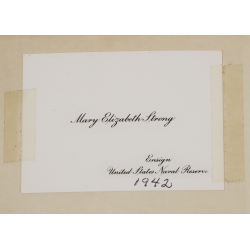 Mary Elizabeth Strong
Ensign
United States Naval Reserve
1942